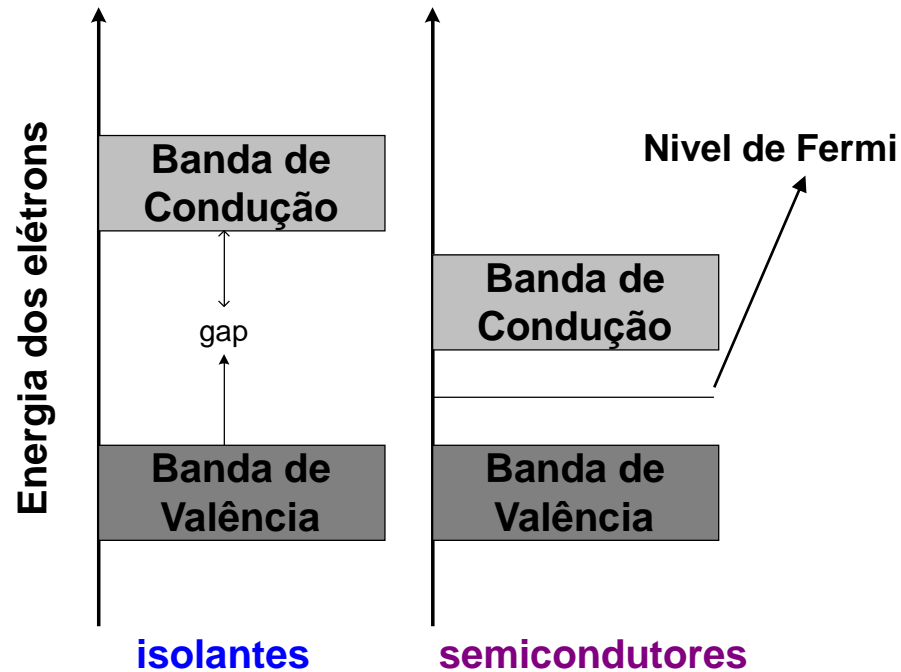 Energia dos elétrons
Banda de
Condução
gap
Banda de
Valência
isolantes
Nivel de Fermi
Banda de
Condução
Banda de
Valência
semicondutores